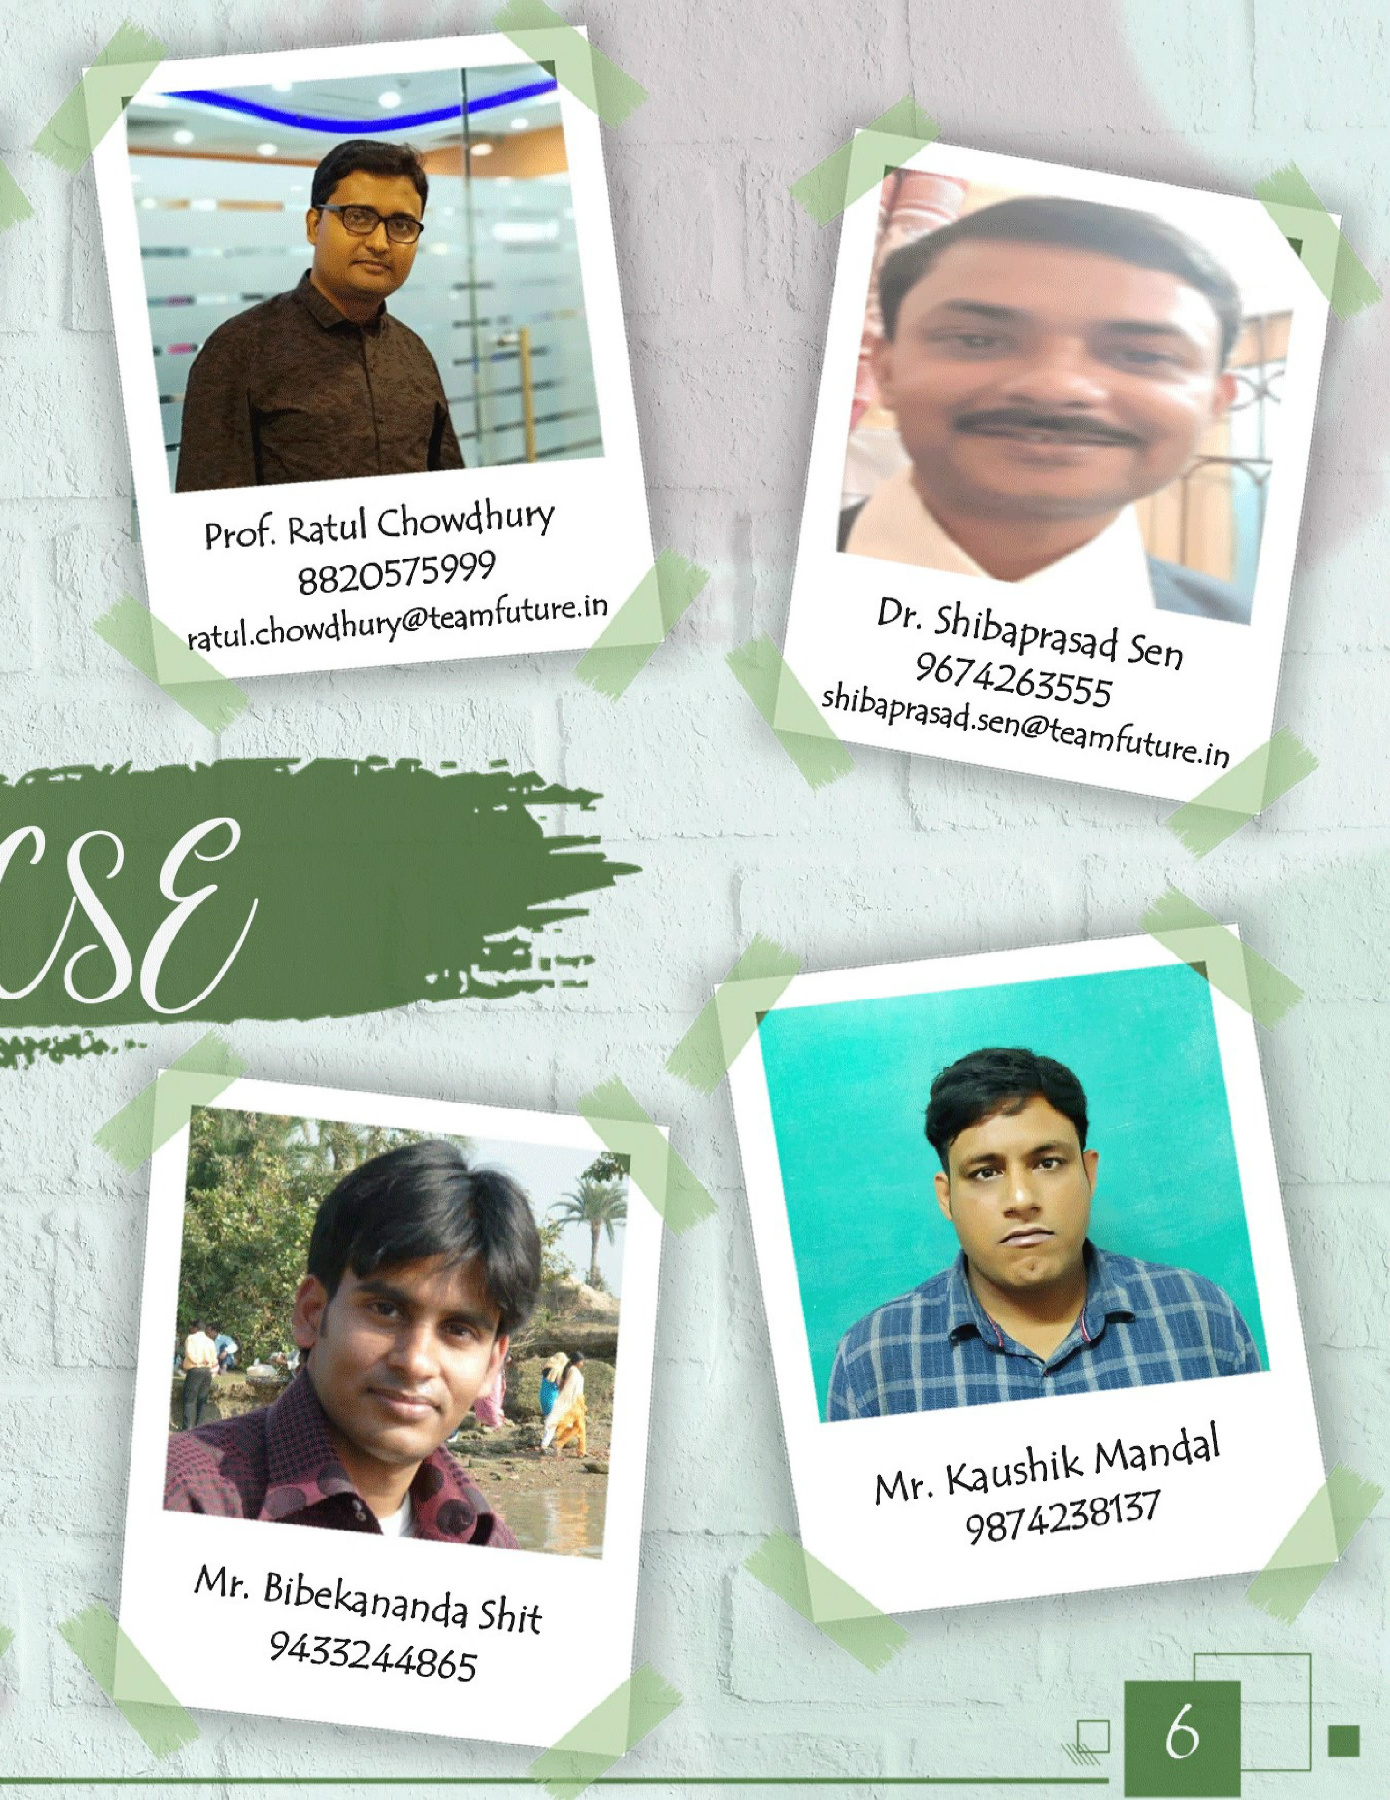 Prof. Ratul Chowdhury
8820575999
ratul.chowdhury@teamfuture.in
Dr. Shibaprasad Sen
9674263555
shibaprasad.sen@teamfuture.in
CSE
Mr. Bibekananda Shit
9433244865
Mr. Kaushik Mandal
9874238137
6